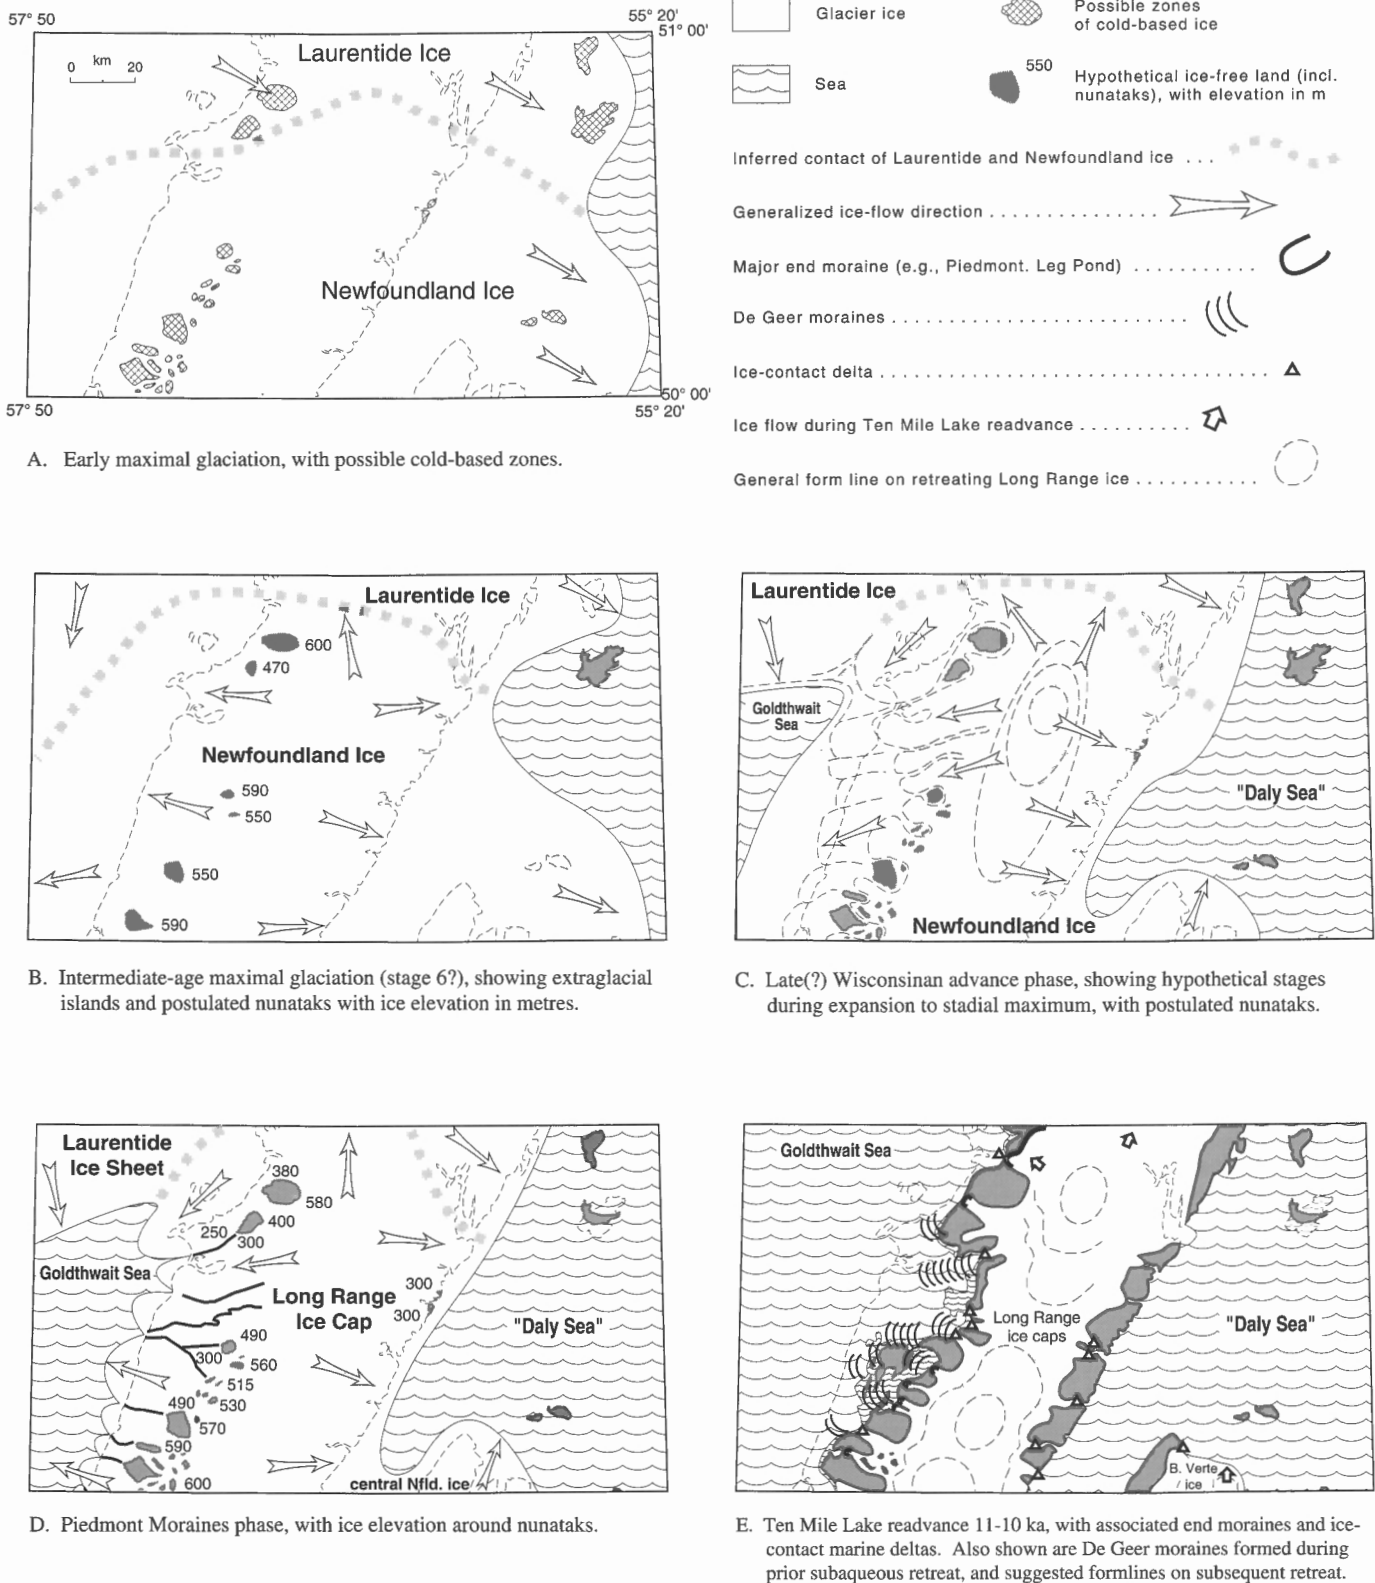 57° 50
55° 20'
51° 00'
Laurentide Ice
km
0 20
Newfoundland Ice
50° 00'
57° 50
55° 20'
A. Early maximal glaciation, with possible cold-based zones.
Glacier ice
Possible zones
of cold-based ice
Sea
550
Hypothetical ice-free land (incl.
nunataks), with elevation in m
Inferred contact of Laurentide and Newfoundland ice . . .
Generalized ice-flow direction . . . . . . . . . . . . . . .
Major end moraine (e.g., Piedmont. Leg Pond) . . . . . . . . . . .
De Geer moraines . . . . . . . . . . . . . . . . . . . . . . . . . . .
Ice-contact delta . . . . . . . . . . . . . . . . . . . . . . . . . . . . . . . . . . .
Ice flow during Ten Mile Lake readvance . . . . . . . . . .
General form line on retreating Long Range ice . . . . . . . . . . .
Laurentide Ice
600
470
Newfoundland Ice
590
550
550
590
B. Intermediate-age maximal glaciation (stage 6?), showing extraglacial
islands and postulated nunataks with ice elevation in metres.
Laurentide Ice
Goldthwait
Sea
"Daly Sea"
Newfoundland Ice
C. Late(?) Wisconsinan advance phase, showing hypothetical stages
during expansion to stadial maximum, with postulated nunataks.
Laurentide
Ice Sheet
380
580
400
250
300
Goldthwait Sea
300
Long Range
Ice Cap
300
"Daly Sea"
490
300
560
515
490
530
570
590
600
central Nfld. ice
D. Piedmont Moraines phase, with ice elevation around nunataks.
Goldthwait Sea
Long Range
ice caps
"Daly Sea"
B. Verte
ice
E. Ten Mile Lake readvance 11-10 ka, with associated end moraines and ice-
contact marine deltas. Also shown are De Geer moraines formed during
prior subaqueous retreat, and suggested formlines on subsequent retreat.